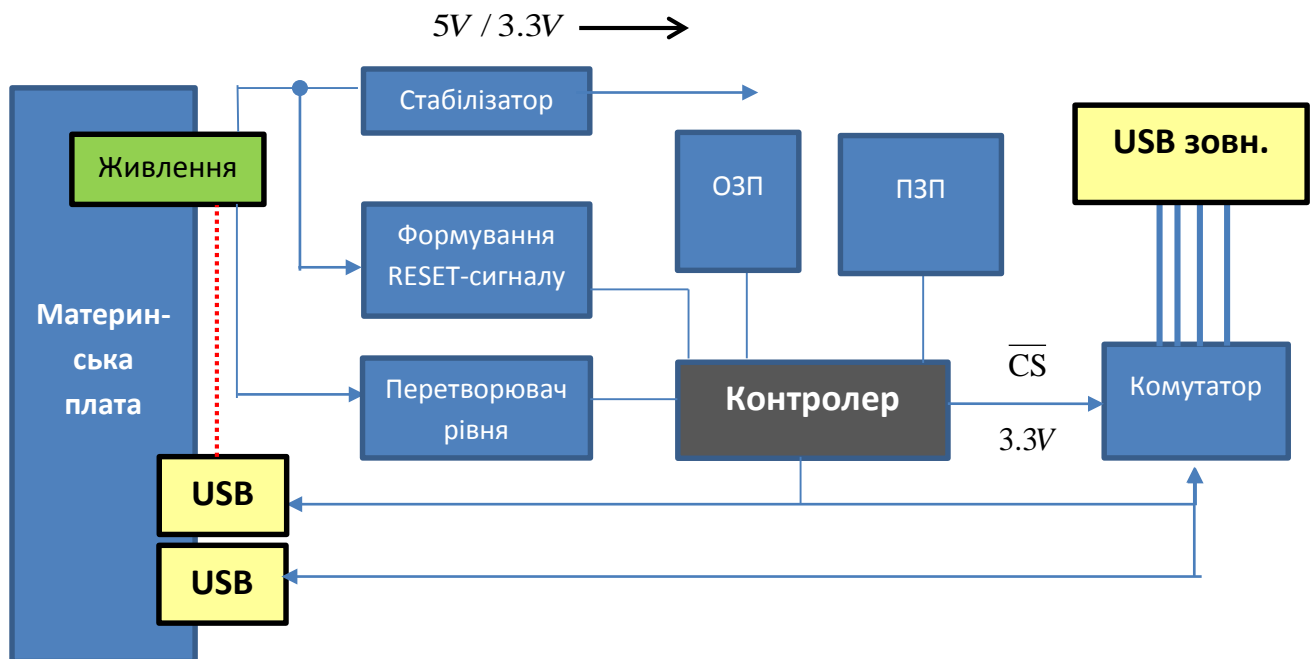 5V / 3.3V
Стабілізатор
Живлення
ОЗП
ПЗП
USB зовн.
Формування
RESET-сигналу
Материн-
ська
плата
Перетворювач
рівня
Контролер
CS
3.3V
Комутатор
USB
USB